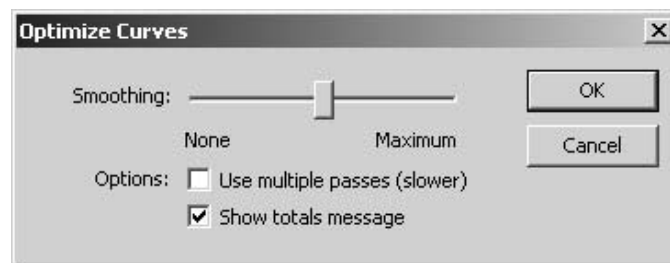 Optimize Curves
Smoothing:
OK
None Maximum
Cancel
Options: Use multiple passes (slower)
Show totals message